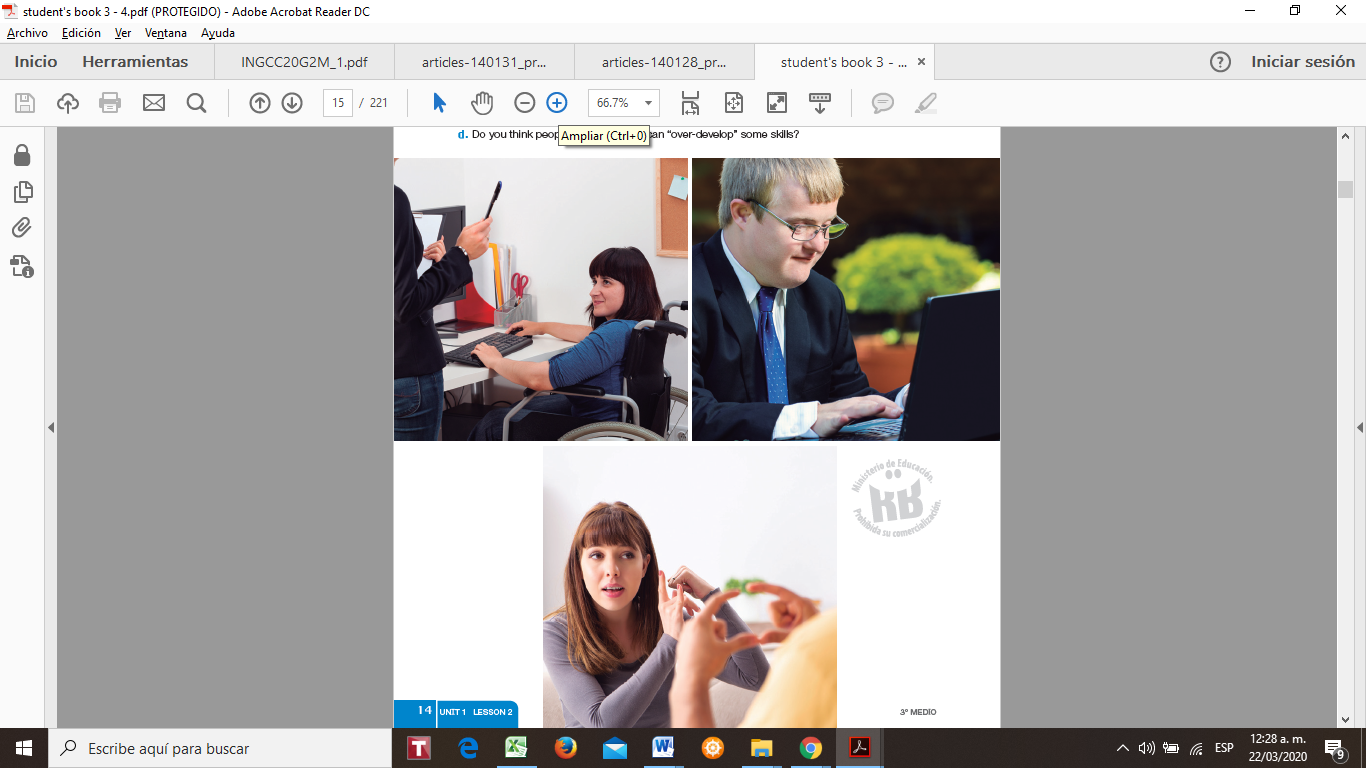 student's book 3 - 4.pdf (PROTEGIDO) - Adobe Acrobat Reader DC
Archivo Edición Ver Ventana Ayuda
Inicio Herramientas INGCC20G2M_1.pdf articles-140131_pr... articles-140128_pr... student's book 3 - ... × Iniciar sesión
15 / 221 66.7%
d. Do you think peop
Ampliar (Ctrl+0)
an “over-develop” some skills?
Ministerio de Educación.
Prohibida su comercialización.
14 UNIT 1 LESSON 2
3º MEDIO
Escribe aquí para buscar
ESP
12:28 a. m.
22/03/2020
9